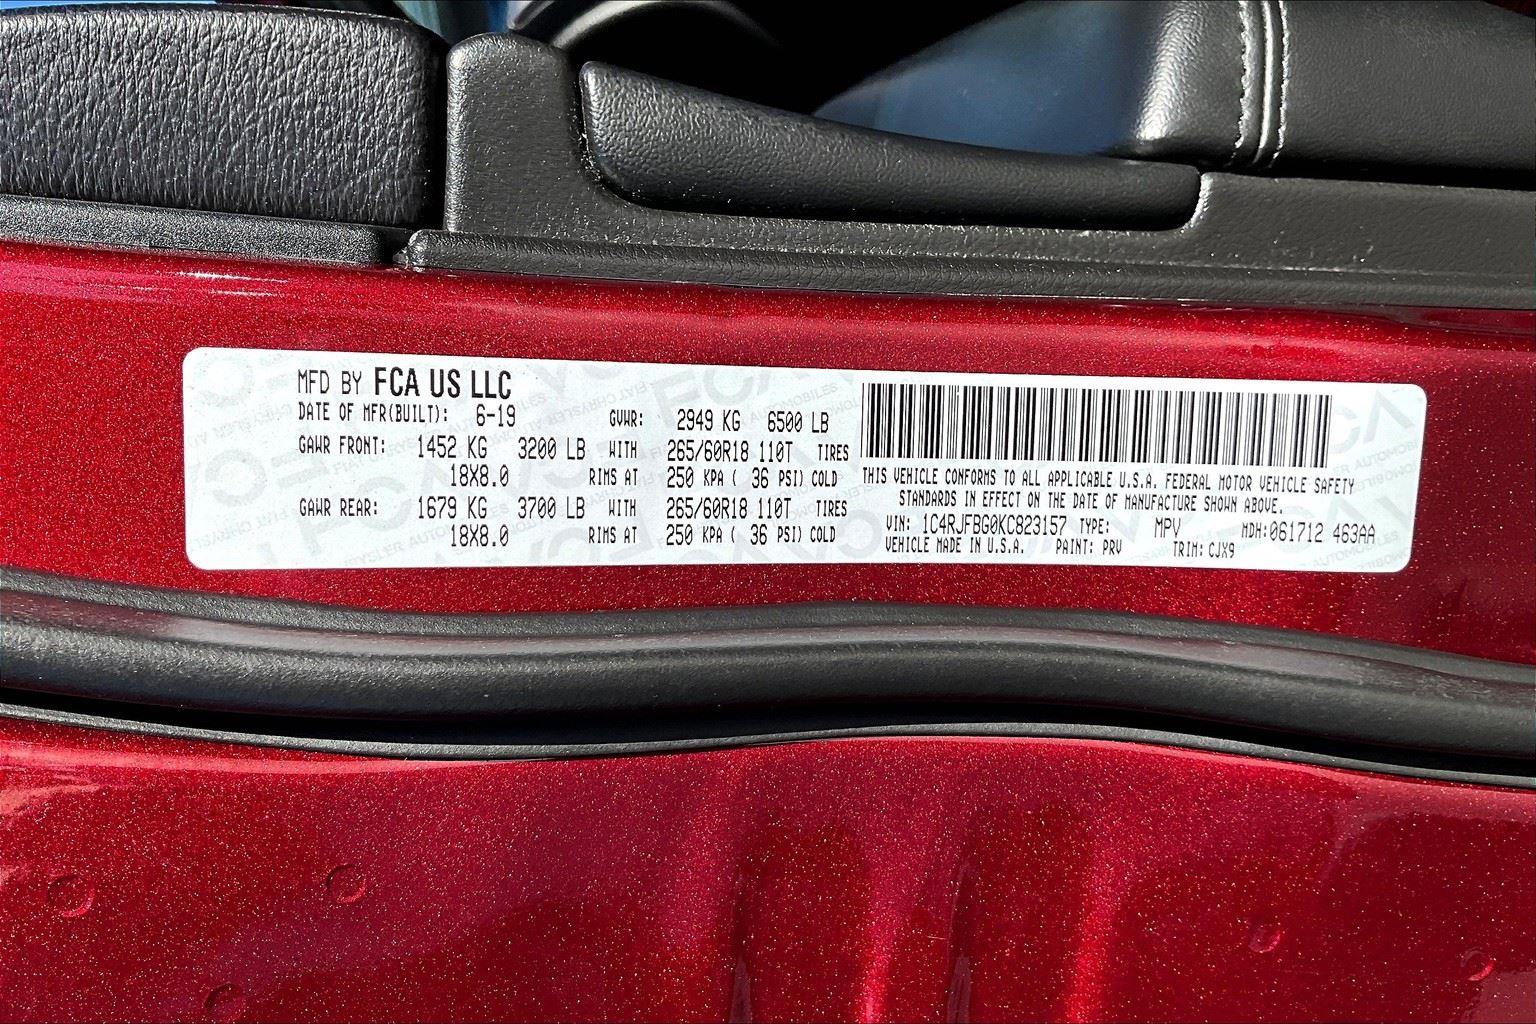 MFD BY FCA US LLC
DATE OF MFR(BUILT): 6-19 GVWR: 2949 KG 6500 LB
GAWR FRONT: 1452 KG 3200 LB WITH 265/60R18 110T TIRES
18X8.0 RIMS AT 250 KPA ( 36 PSI) COLD
GAWR REAR: 1679 KG 3700 LB WITH 265/60R18 110T TIRES
18X8.0 RIMS AT 250 KPA ( 36 PSI) COLD
THIS VEHICLE CONFORMS TO ALL APPLICABLE U.S.A. FEDERAL MOTOR VEHICLE SAFETY
STANDARDS IN EFFECT ON THE DATE OF MANUFACTURE SHOWN ABOVE.
VIN: 1C4RJFBG0KC823157 TYPE: MPV MDH:061712 463AA
VEHICLE MADE IN U.S.A. PAINT: PRV TRIM: CJX9